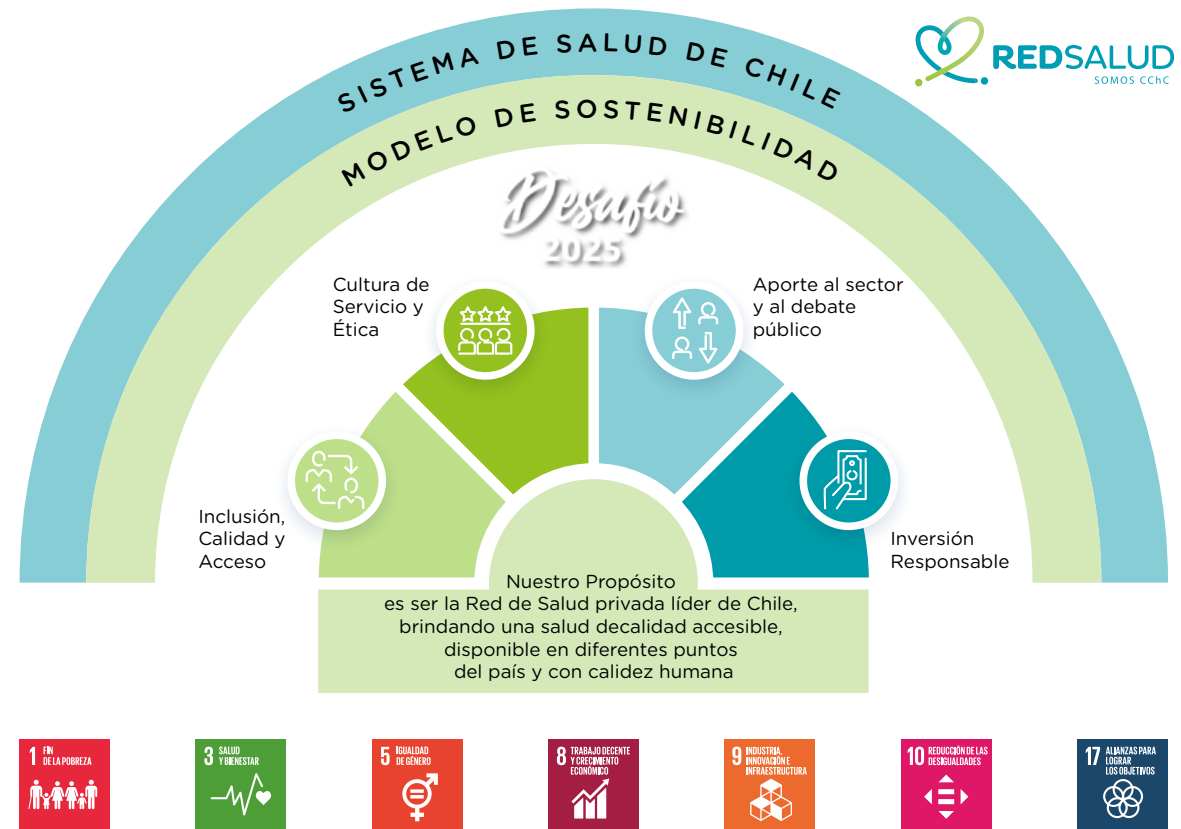 SISTEMA DE SALUD DE CHILE
REDSALUD
SOMOS CChC
MODELO DE SOSTENIBILIDAD
Desafío
2025
Cultura de
Servicio y
Ética
Aporte al sector
y al debate
público
Inclusión,
Calidad y
Acceso
Inversión
Responsable
Nuestro Propósito
es ser la Red de Salud privada líder de Chile,
brindando una salud decalidad accesible,
disponible en diferentes puntos
del país y con calidez humana
1 FIN
DE LA POBREZA
3 SALUD
Y BIENESTAR
5 IGUALDAD
DE GÉNERO
8 TRABAJO DECENTE
Y CRECIMIENTO
ECONÓMICO
9 INDUSTRIA,
INNOVACIÓN E
INFRAESTRUCTURA
10 REDUCCIÓN DE LAS
DESIGUALDADES
17 ALIANZAS PARA
LOGRAR
LOS OBJETIVOS